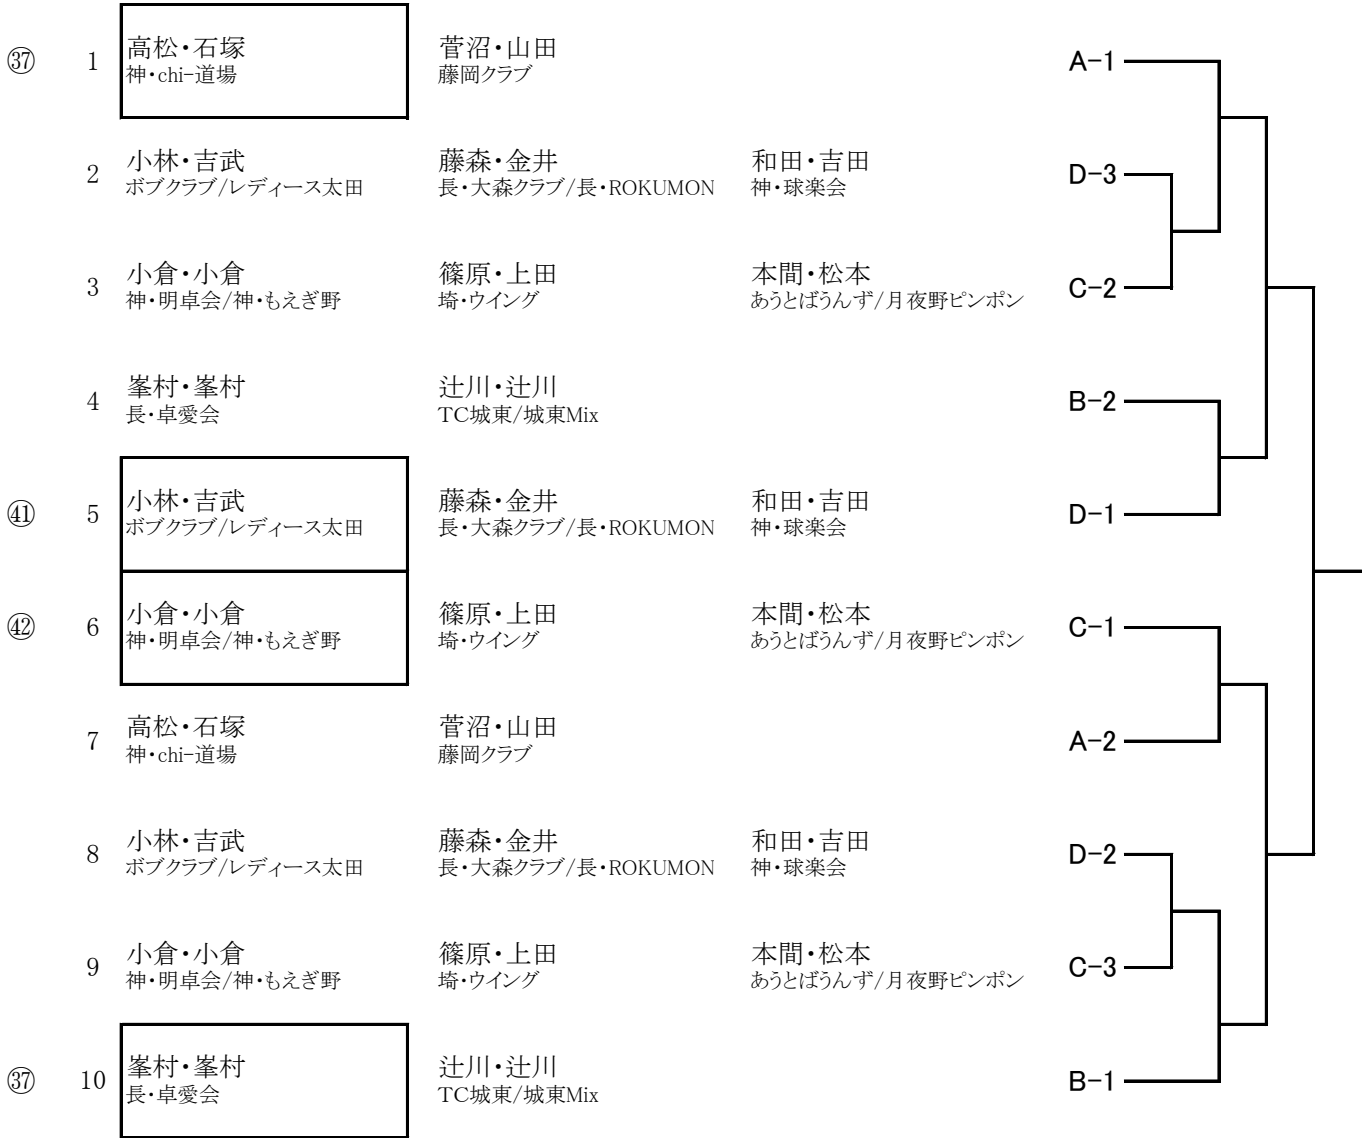 ㊲ 1 高松・石塚 菅沼・山田 A-1
神・chi-道場 藤岡クラブ
2 小林・吉武 藤森・金井 和田・吉田 D-3
ボブクラブ/レディース太田 長・大森クラブ/長・ROKUMON 神・球楽会
3 小倉・小倉 篠原・上田 本間・松本 C-2
神・明卓会/神・もえぎ野 埼・ウイング あうとばうんず/月夜野ピンポン
4 峯村・峯村 辻川・辻川 B-2
長・卓愛会 TC城東/城東Mix
㊶ 5 小林・吉武 藤森・金井 和田・吉田 D-1
ボブクラブ/レディース太田 長・大森クラブ/長・ROKUMON 神・球楽会
㊷ 6 小倉・小倉 篠原・上田 本間・松本 C-1
神・明卓会/神・もえぎ野 埼・ウイング あうとばうんず/月夜野ピンポン
7 高松・石塚 菅沼・山田 A-2
神・chi-道場 藤岡クラブ
8 小林・吉武 藤森・金井 和田・吉田 D-2
ボブクラブ/レディース太田 長・大森クラブ/長・ROKUMON 神・球楽会
9 小倉・小倉 篠原・上田 本間・松本 C-3
神・明卓会/神・もえぎ野 埼・ウイング あうとばうんず/月夜野ピンポン
㊲ 10 峯村・峯村 辻川・辻川 B-1
長・卓愛会 TC城東/城東Mix